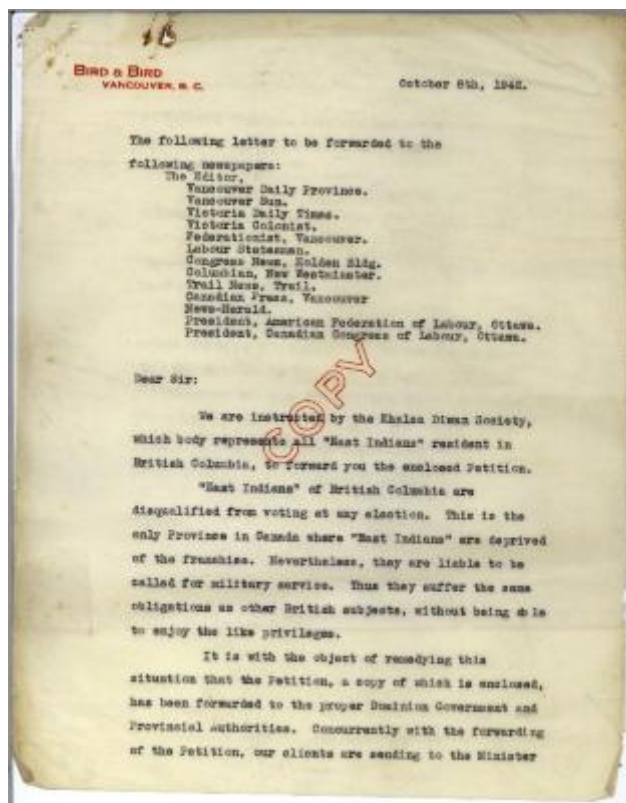 BIRD & BIRD
VANCOUVER, B. C.
October 8th, 1942.
The following letter to be forwarded to the
following newspapers:
The Editor,
Vancouver Daily Province.
Vancouver Sun.
Victoria Daily Times.
Victoria Colonist.
Federationist, Vancouver.
Labour Statesman.
Congress News, Holden Bldg.
Columbian, New Westminster.
Trail News, Trail.
Canadian Press, Vancouver
News-Herald.
President, American Federation of Labour, Ottawa.
President, Canadian Congress of Labour, Ottawa.
COPY
Dear Sir:
We are instructed by the Khalsa Diwan Society,
which body represents all "East Indians" resident in
British Columbia, to forward you the enclosed Petition.
"East Indians" of British Columbia are
disqualified from voting at any election. This is the
only Province in Canada where "East Indians" are deprived
of the franchise. Nevertheless, they are liable to be
called for military service. Thus they suffer the same
obligations as other British subjects, without being able
to enjoy the like privileges.
It is with the object of remedying this
situation that the Petition, a copy of which is enclosed,
has been forwarded to the proper Dominion Government and
Provincial Authorities. Concurrently with the forwarding
of the Petition, our clients are sending to the Minister